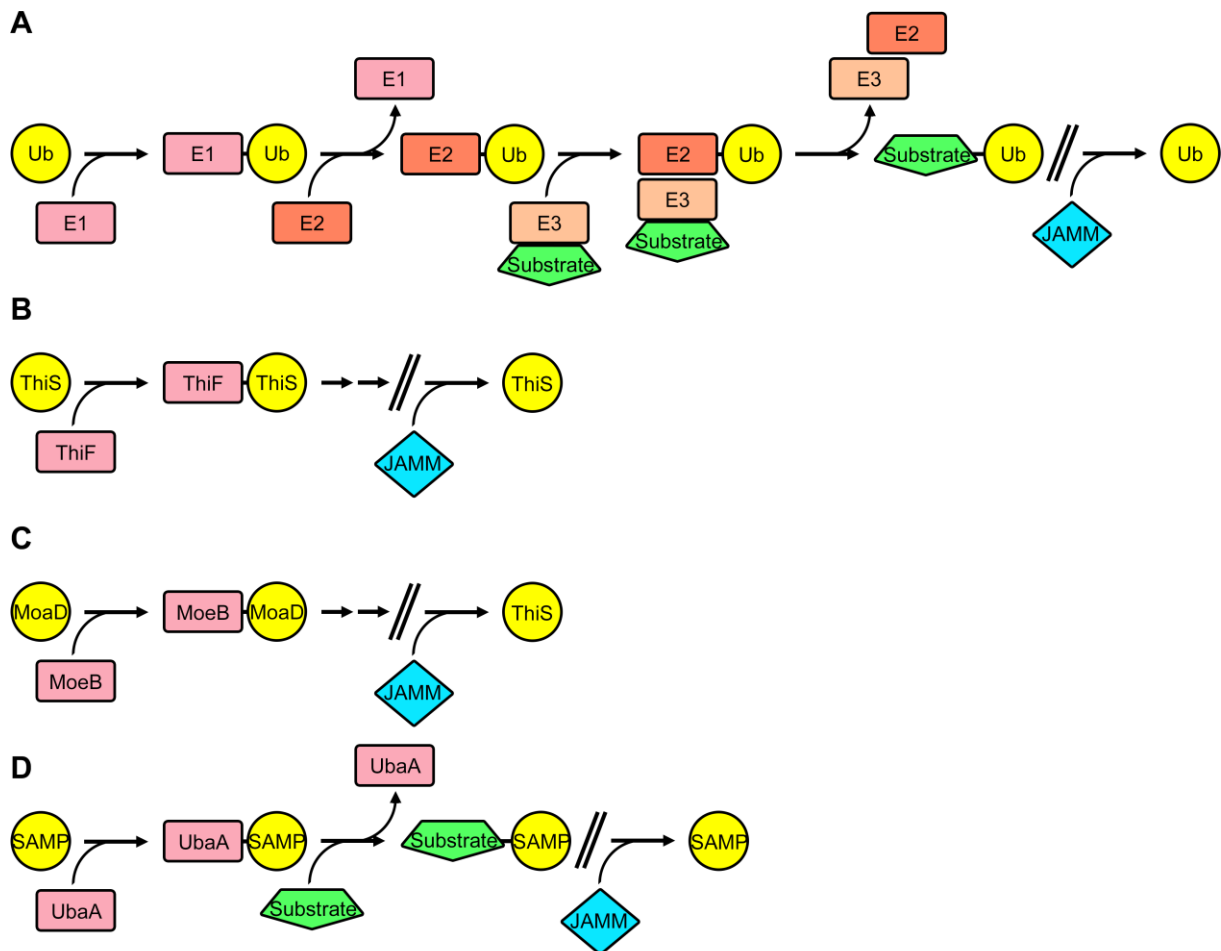 A
E2
E1
E3
Ub
E1
Ub
E2
Ub
E2
Ub
Substrate
Ub
Ub
E1
E2
E3
Substrate
E3
Substrate
JAMM
B
ThiS
ThiF
ThiS
ThiS
ThiF
JAMM
C
MoaD
MoeB
MoaD
ThiS
MoeB
JAMM
D
UbaA
SAMP
UbaA
SAMP
Substrate
SAMP
SAMP
UbaA
Substrate
JAMM